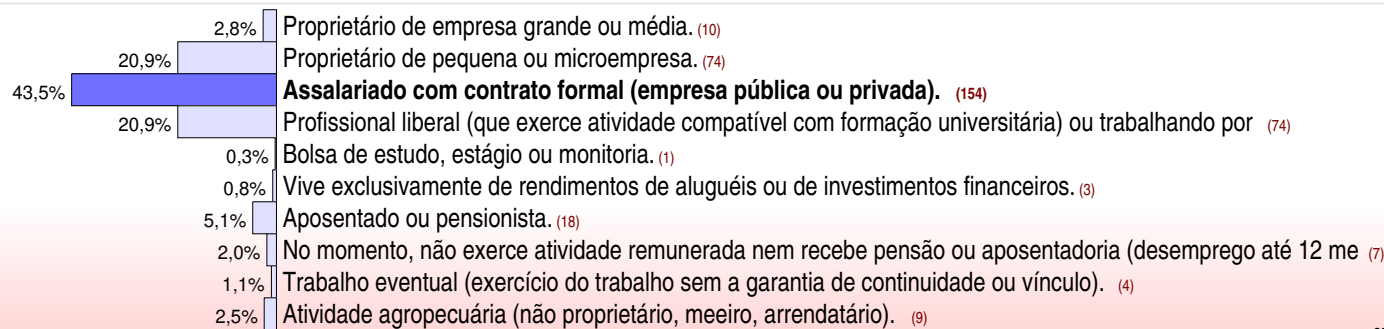 2,8% Proprietário de empresa grande ou média. (10)
20,9% Proprietário de pequena ou microempresa. (74)
43,5% Assalariado com contrato formal (empresa pública ou privada). (154)
20,9% Profissional liberal (que exerce atividade compatível com formação universitária) ou trabalhando por (74)
0,3% Bolsa de estudo, estágio ou monitoria. (1)
0,8% Vive exclusivamente de rendimentos de aluguéis ou de investimentos financeiros. (3)
5,1% Aposentado ou pensionista. (18)
2,0% No momento, não exerce atividade remunerada nem recebe pensão ou aposentadoria (desemprego até 12 me (7)
1,1% Trabalho eventual (exercício do trabalho sem a garantia de continuidade ou vínculo). (4)
2,5% Atividade agropecuária (não proprietário, meeiro, arrendatário). (9)